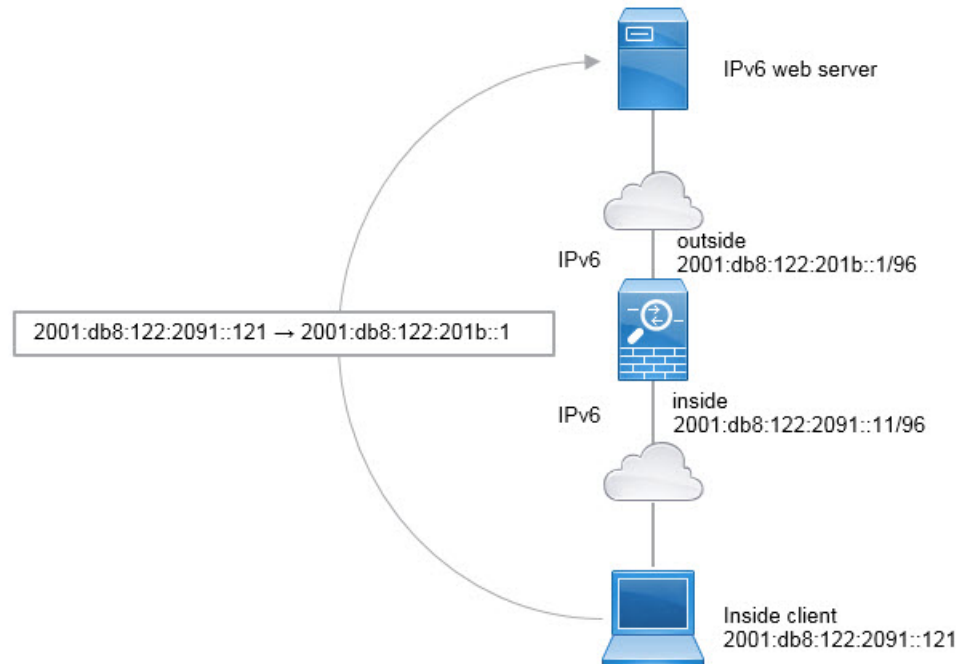 IPv6 web server
outside
IPv6
2001:db8:122:201b::1/96
2001:db8:122:2091::121 → 2001:db8:122:201b::1
inside
IPv6
2001:db8:122:2091::11/96
Inside client
2001:db8:122:2091::121